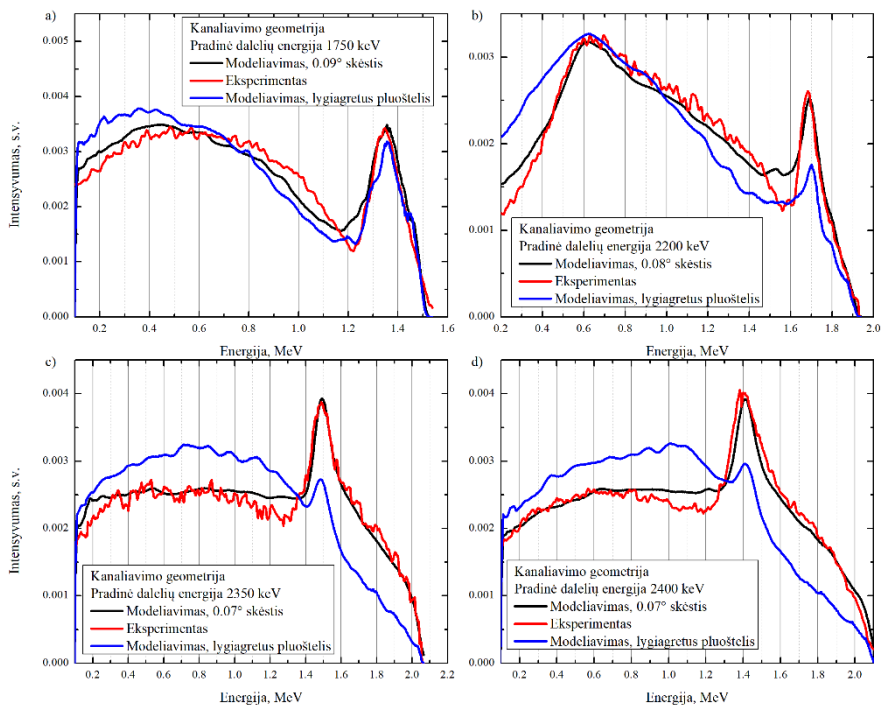 a)
Kanaliavimo geometrija
Pradinė dalelių energija 1750 keV
Modeliavimas, 0.09° skėstis
Eksperimentas
Modeliavimas, lygiagretus pluoštelis
Intensyvumas, s.v.
0.005
0.004
0.003
0.002
0.001
0.000
0.2 0.4 0.6 0.8 1.0 1.2 1.4 1.6
Energija, MeV
b)
0.003
0.002
0.001
0.000
Kanaliavimo geometrija
Pradinė dalelių energija 2200 keV
Modeliavimas, 0.08° skėstis
Eksperimentas
Modeliavimas, lygiagretus pluoštelis
0.2 0.4 0.6 0.8 1.0 1.2 1.4 1.6 1.8 2.0
Energija, MeV
c)
Intensyvumas, s.v.
0.004
0.003
0.002
0.001
0.000
Kanaliavimo geometrija
Pradinė dalelių energija 2350 keV
Modeliavimas, 0.07° skėstis
Eksperimentas
Modeliavimas, lygiagretus pluoštelis
0.2 0.4 0.6 0.8 1.0 1.2 1.4 1.6 1.8 2.0 2.2
Energija, MeV
d)
0.004
0.003
0.002
0.001
0.000
Kanaliavimo geometrija
Pradinė dalelių energija 2400 keV
Modeliavimas, 0.07° skėstis
Eksperimentas
Modeliavimas, lygiagretus pluoštelis
0.2 0.4 0.6 0.8 1.0 1.2 1.4 1.6 1.8 2.0
Energija, MeV